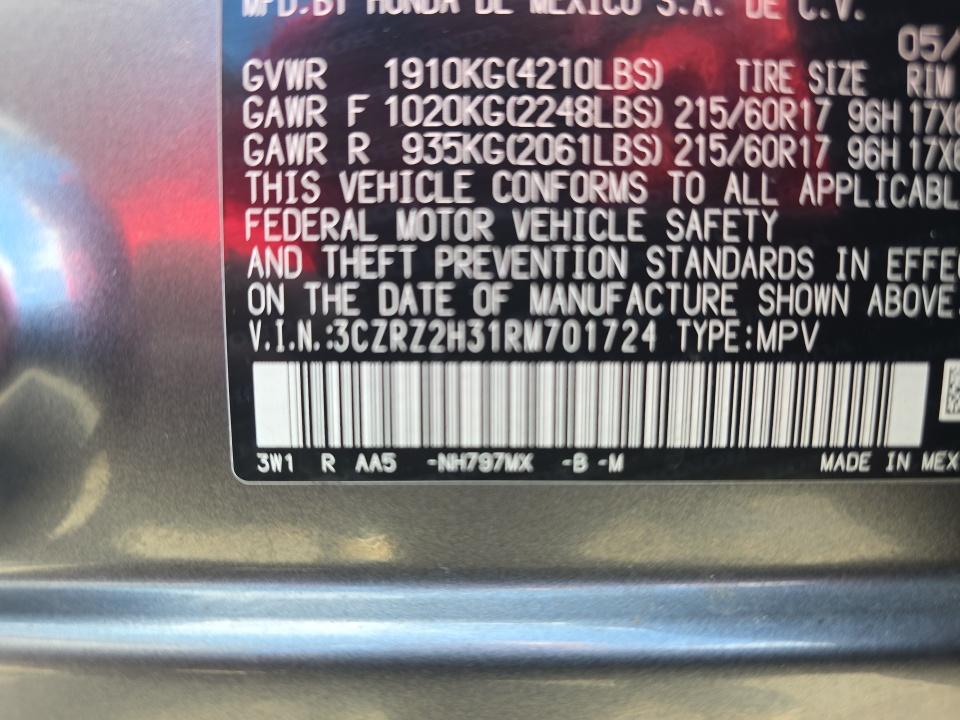 MFD.BY HONDA DE MEXICO S.A. DE C.V.
05/
GVWR 1910KG(4210LBS) TIRE SIZE RIM
GAWR F 1020KG(2248LBS) 215/60R17 96H 17X6
GAWR R 935KG(2061LBS) 215/60R17 96H 17X6
THIS VEHICLE CONFORMS TO ALL APPLICABL
FEDERAL MOTOR VEHICLE SAFETY
AND THEFT PREVENTION STANDARDS IN EFFE
ON THE DATE OF MANUFACTURE SHOWN ABOVE.
V.I.N.:3CZRZ2H31RM701724 TYPE:MPV
3W1 R AA5 -NH797MX -B -M MADE IN MEX